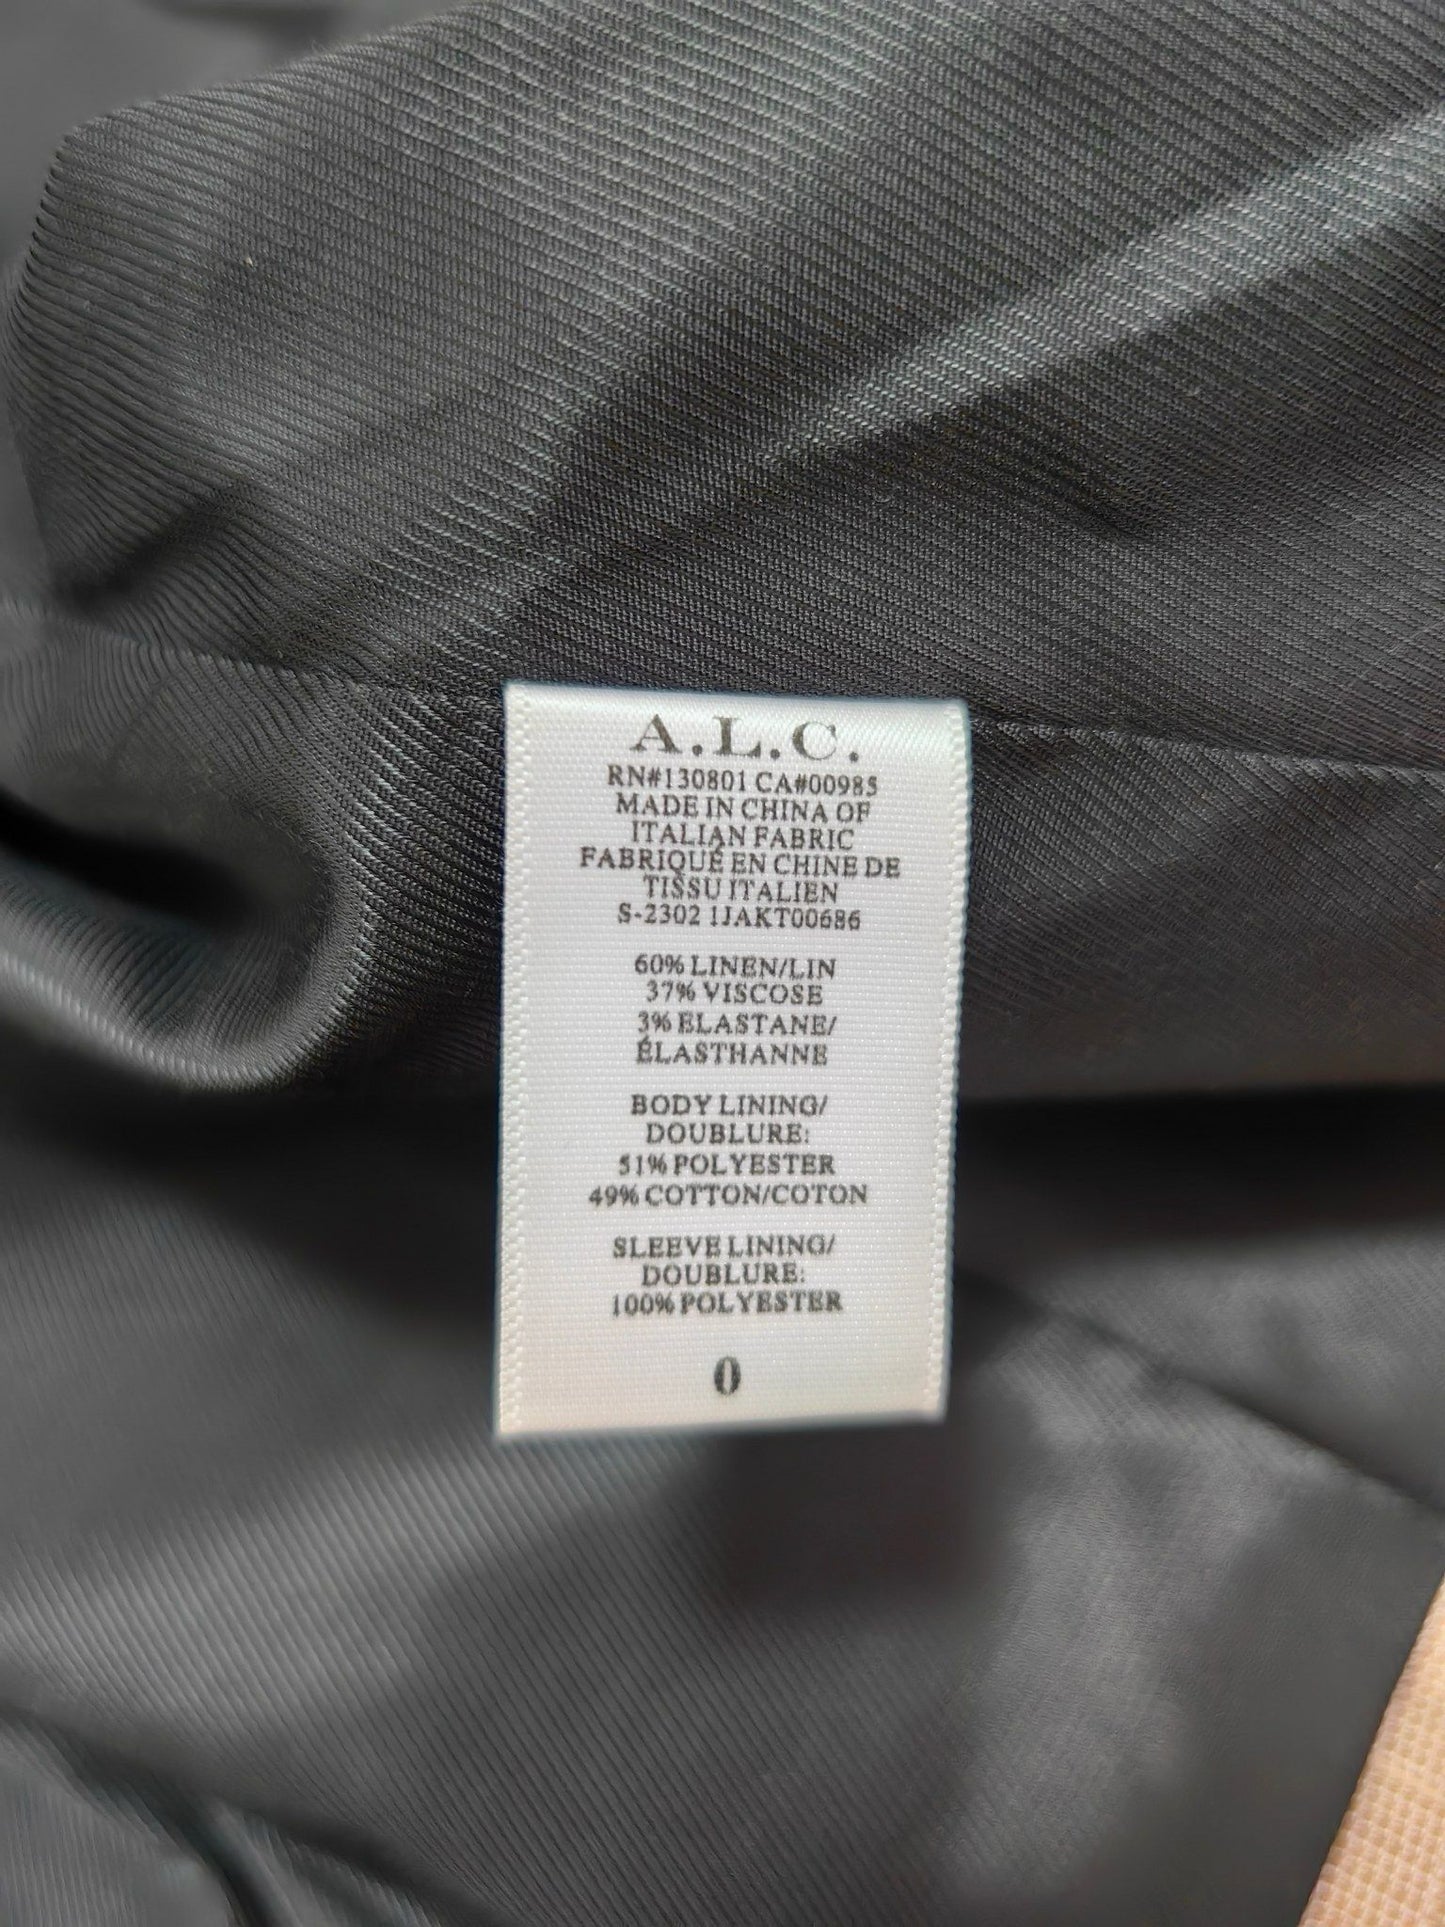 A.L.C.
RN#130801 CA#00985
MADE IN CHINA OF
ITALIAN FABRIC
FABRIQUÉ EN CHINE DE
TISSU ITALIEN
S-2302 1JAKT00686
60% LINEN/LIN
37% VISCOSE
3% ELASTANE/
ÉLASTHANNE
BODY LINING/
DOUBLURE:
51% POLYESTER
49% COTTON/COTON
SLEEVE LINING/
DOUBLURE:
100% POLYESTER
0